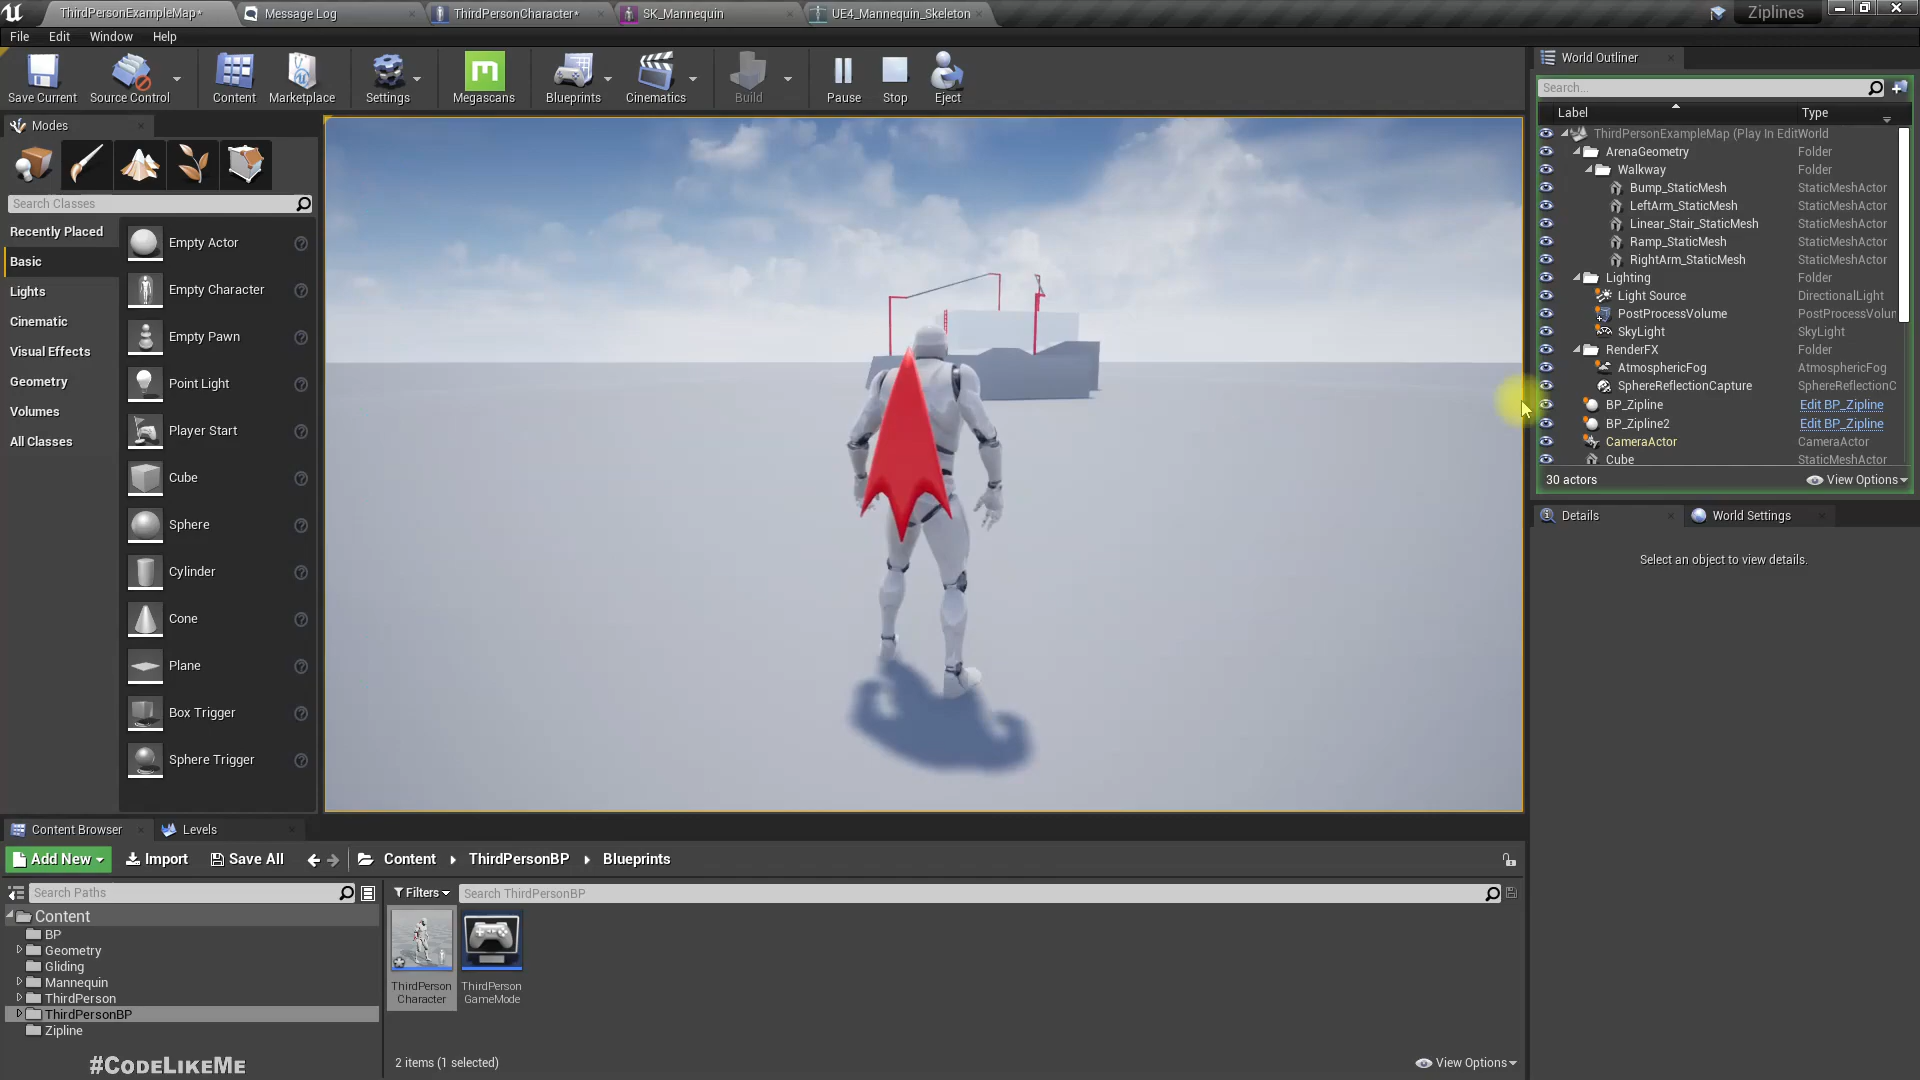 ThirdPersonExampleMap*
Message Log
ThirdPersonCharacter*
SK_Mannequin
UE4_Mannequin_Skeleton
Ziplines
File
Edit
Window
Help
Save Current
Source Control
Content
Marketplace
Settings
Megascans
Blueprints
Cinematics
Build
Pause
Stop
Eject
Modes
Search Classes
Recently Placed
Basic
Lights
Cinematic
Visual Effects
Geometry
Volumes
All Classes
Empty Actor
Empty Character
Empty Pawn
Point Light
Player Start
Cube
Sphere
Cylinder
Cone
Plane
Box Trigger
Sphere Trigger
World Outliner
Search...
Label Type
ThirdPersonExampleMap (Play In Edit World
ArenaGeometry Folder
Walkway Folder
Bump_StaticMesh StaticMeshActor
LeftArm_StaticMesh StaticMeshActor
Linear_Stair_StaticMesh StaticMeshActor
Ramp_StaticMesh StaticMeshActor
RightArm_StaticMesh StaticMeshActor
Lighting Folder
Light Source DirectionalLight
PostProcessVolume PostProcessVolun
SkyLight SkyLight
RenderFX Folder
AtmosphericFog AtmosphericFog
SphereReflectionCapture SphereReflectionC
BP_Zipline Edit BP_Zipline
BP_Zipline2 Edit BP_Zipline
CameraActor CameraActor
Cube StaticMeshActor
30 actors
View Options
Details
World Settings
Select an object to view details.
Content Browser
Levels
Add New
Import
Save All
Content
ThirdPersonBP
Blueprints
Search Paths
Filters
Search ThirdPersonBP
Content
BP
Geometry
Gliding
Mannequin
ThirdPerson
ThirdPersonBP
Zipline
ThirdPerson
Character
ThirdPerson
GameMode
2 items (1 selected)
View Options
#CODELIKEME